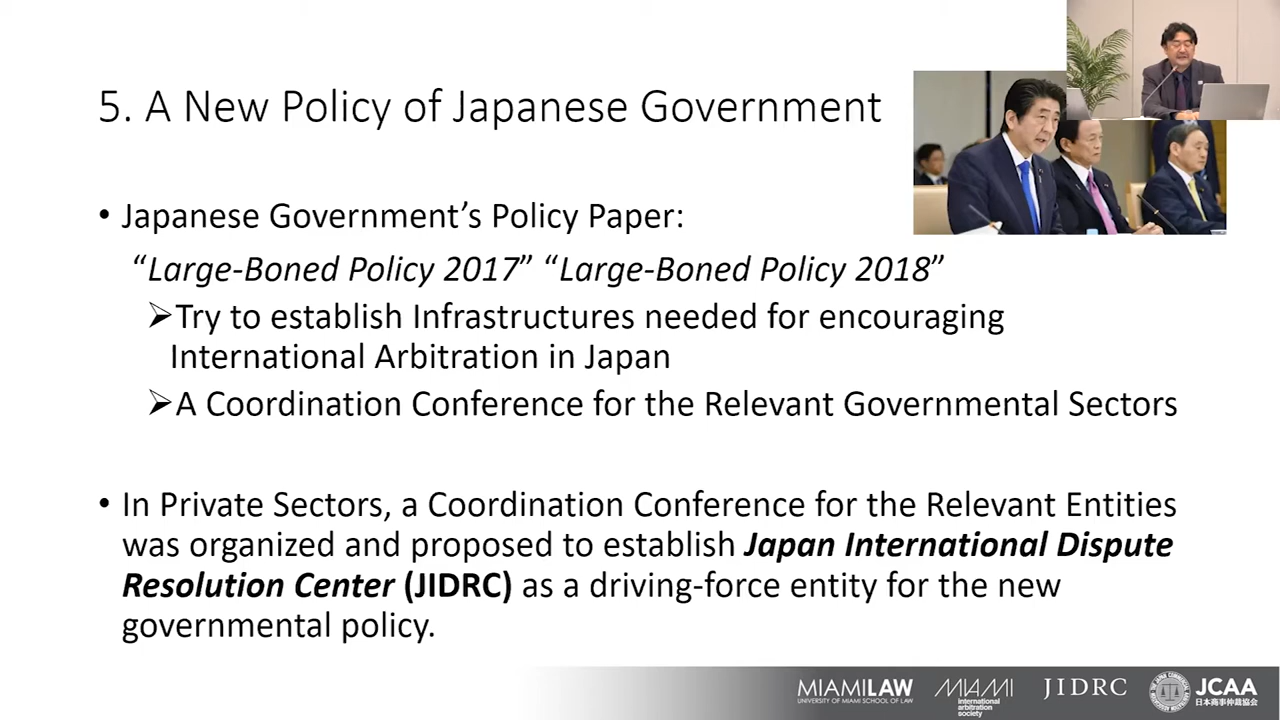 5. A New Policy of Japanese Government
• Japanese Government’s Policy Paper:
“Large-Boned Policy 2017” “Large-Boned Policy 2018”
➢Try to establish Infrastructures needed for encouraging
International Arbitration in Japan
➢A Coordination Conference for the Relevant Governmental Sectors
• In Private Sectors, a Coordination Conference for the Relevant Entities
was organized and proposed to establish Japan International Dispute
Resolution Center (JIDRC) as a driving-force entity for the new
governmental policy.
MIAMILAW
UNIVERSITY OF MIAMI SCHOOL OF LAW
MIAMI
international
arbitration
society
JIDRC
JCAA
日本商事仲裁協会